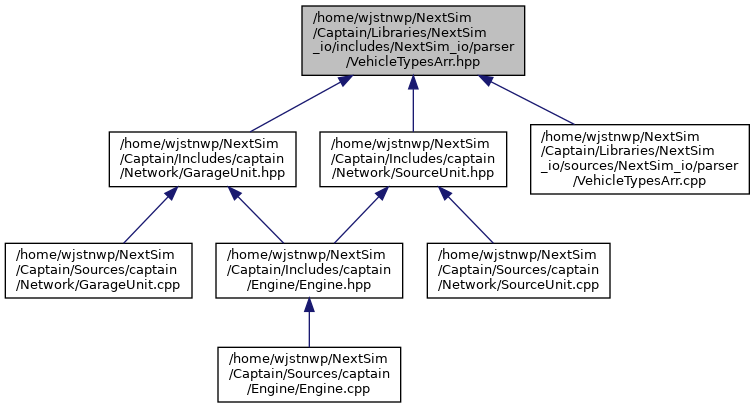 /home/wjstnwp/NextSim
/Captain/Libraries/NextSim
_io/includes/NextSim_io/parser
/VehicleTypesArr.hpp
/home/wjstnwp/NextSim
/Captain/Includes/captain
/Network/GarageUnit.hpp
/home/wjstnwp/NextSim
/Captain/Includes/captain
/Network/SourceUnit.hpp
/home/wjstnwp/NextSim
/Captain/Libraries/NextSim
_io/sources/NextSim_io/parser
/VehicleTypesArr.cpp
/home/wjstnwp/NextSim
/Captain/Sources/captain
/Network/GarageUnit.cpp
/home/wjstnwp/NextSim
/Captain/Includes/captain
/Engine/Engine.hpp
/home/wjstnwp/NextSim
/Captain/Sources/captain
/Network/SourceUnit.cpp
/home/wjstnwp/NextSim
/Captain/Sources/captain
/Engine/Engine.cpp